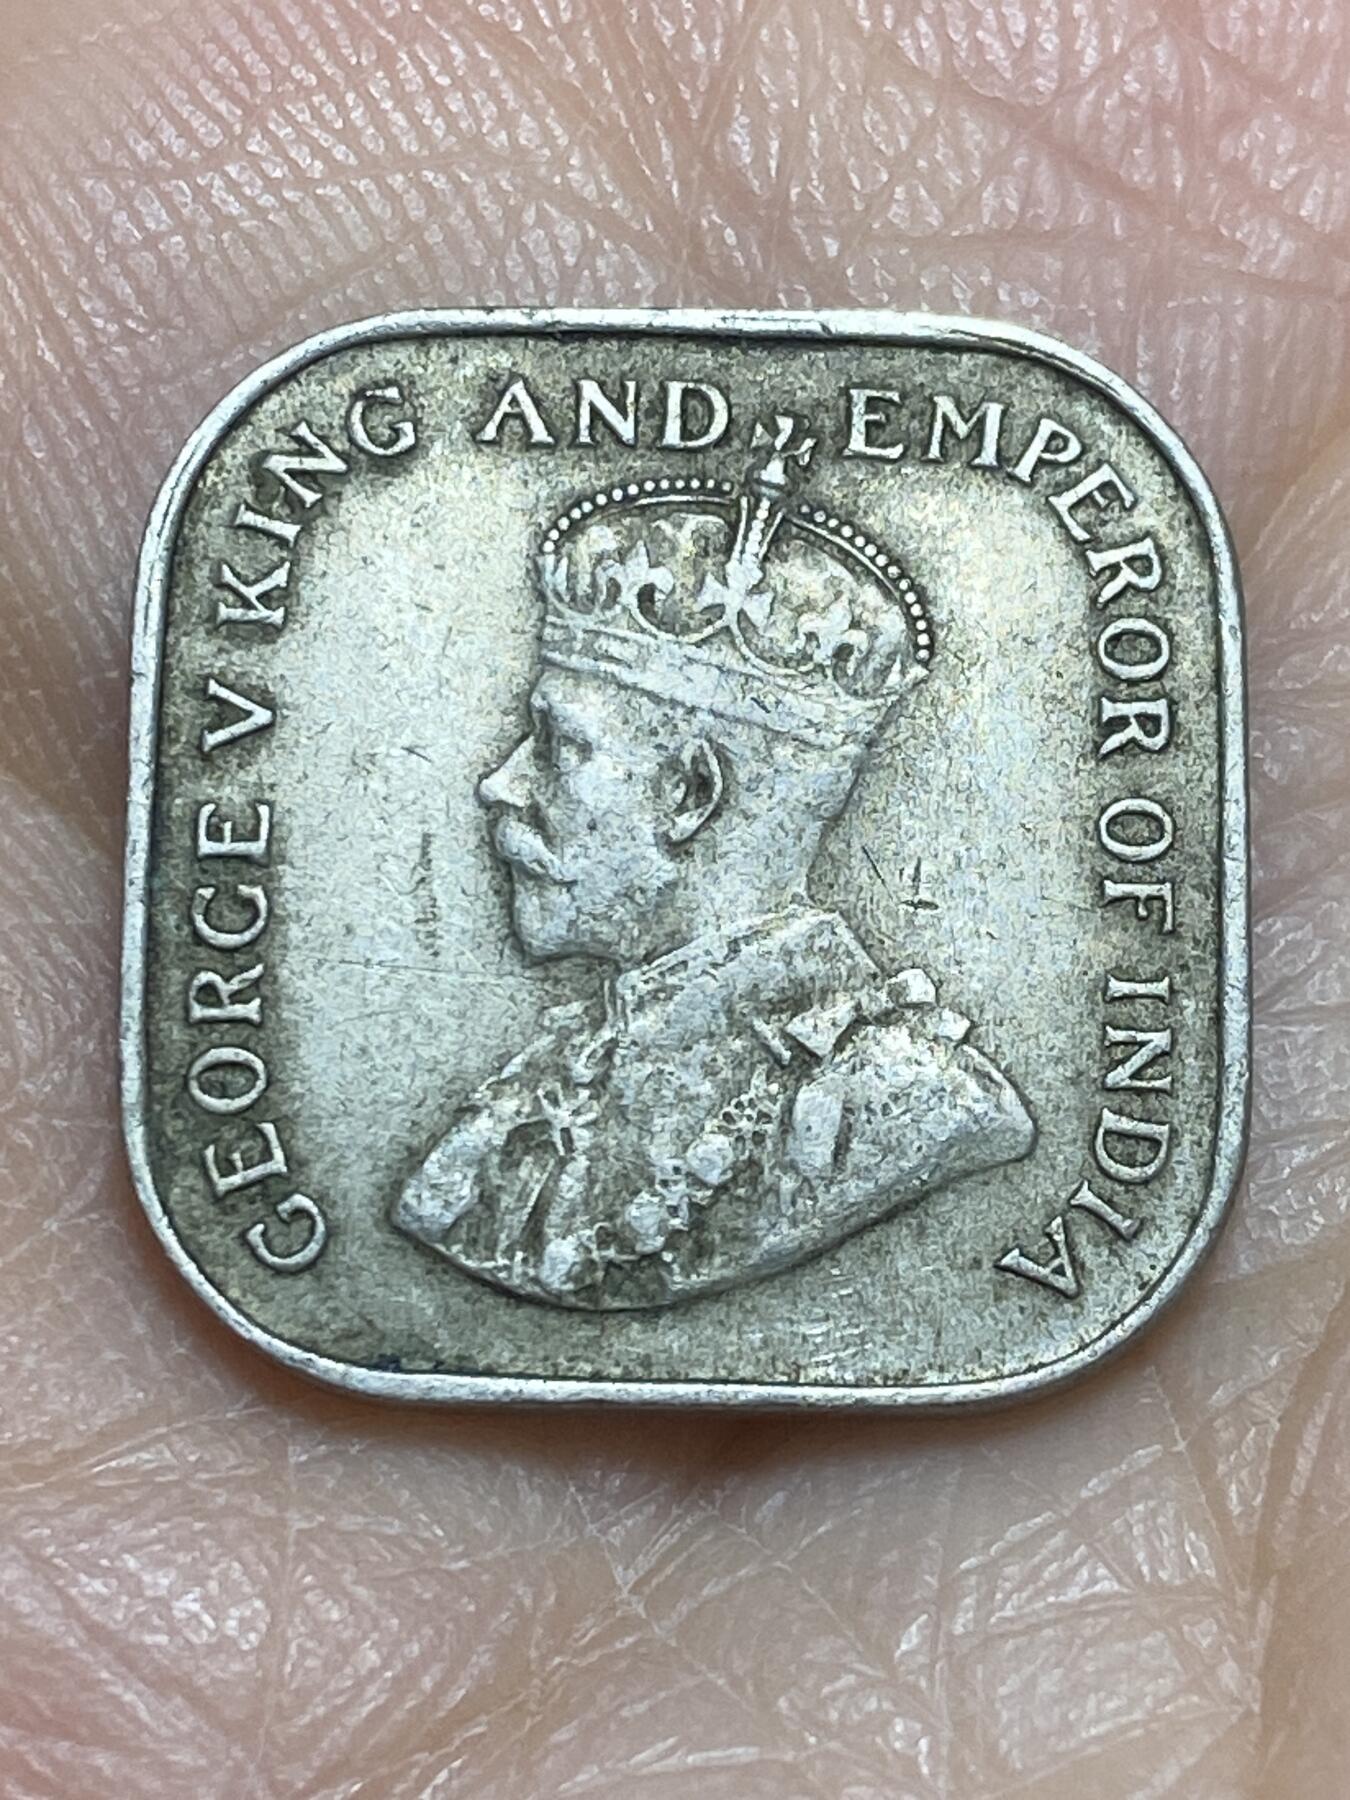 GEORGE V KING AND EMPEROR OF INDIA